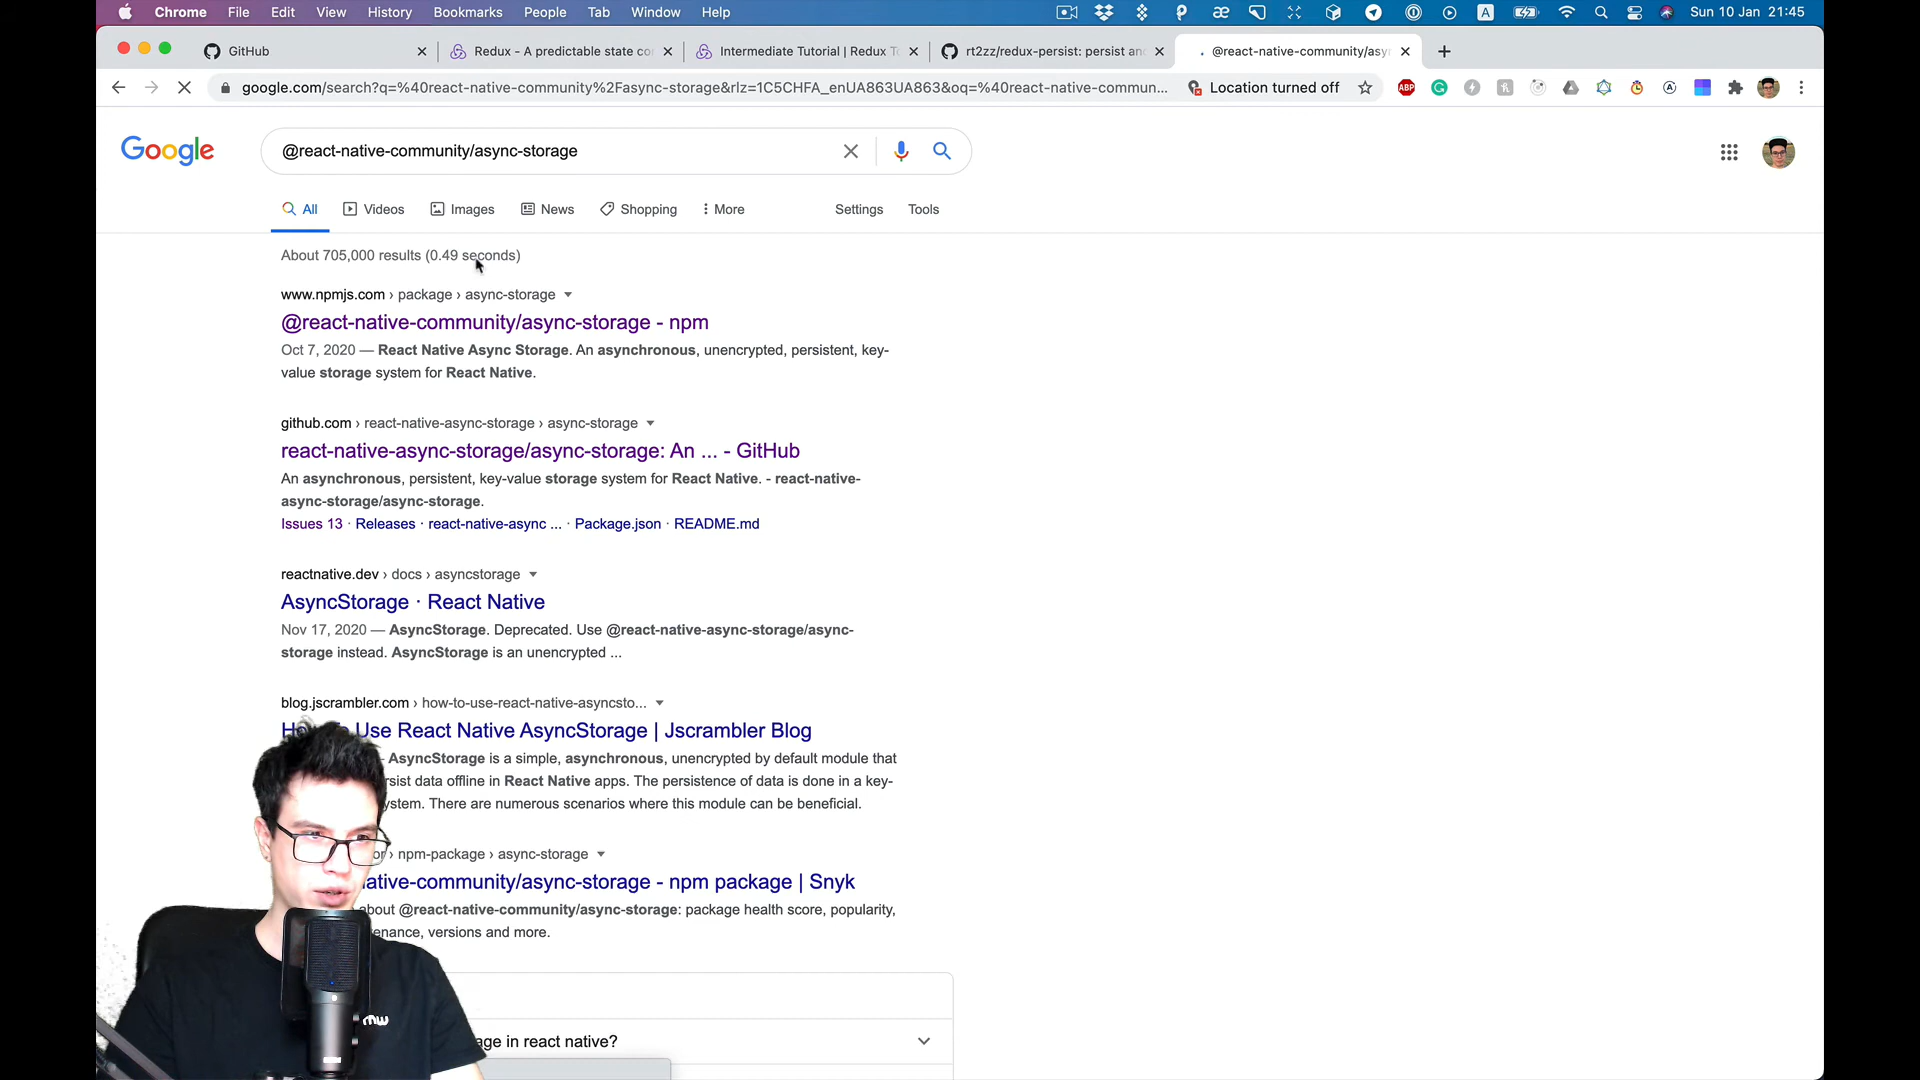 Chrome File Edit View History Bookmarks People Tab Window Help Sun 10 Jan 21:45
GitHub Redux - A predictable state co Intermediate Tutorial | Redux T rt2zz/redux-persist: persist an @react-native-community/asy
google.com/search?q=%40react-native-community%2Fasync-storage&rlz=1C5CHFA_enUA863UA863&oq=%40react-native-commun... Location turned off
Google @react-native-community/async-storage
All Videos Images News Shopping More Settings Tools
About 705,000 results (0.49 seconds)
www.npmjs.com › package › async-storage
@react-native-community/async-storage - npm
Oct 7, 2020 — React Native Async Storage. An asynchronous, unencrypted, persistent, key-
value storage system for React Native.
github.com › react-native-async-storage › async-storage
react-native-async-storage/async-storage: An ... - GitHub
An asynchronous, persistent, key-value storage system for React Native. - react-native-
async-storage/async-storage.
Issues 13 · Releases · react-native-async ... · Package.json · README.md
reactnative.dev › docs › asyncstorage
AsyncStorage · React Native
Nov 17, 2020 — AsyncStorage. Deprecated. Use @react-native-async-storage/async-
storage instead. AsyncStorage is an unencrypted ...
blog.jscrambler.com › how-to-use-react-native-asyncsto...
Use React Native AsyncStorage | Jscrambler Blog
AsyncStorage is a simple, asynchronous, unencrypted by default module that
data offline in React Native apps. The persistence of data is done in a key-
There are numerous scenarios where this module can be beneficial.
› npm-package › async-storage
ative-community/async-storage - npm package | Snyk
about @react-native-community/async-storage: package health score, popularity,
versions and more.
mw
age in react native?